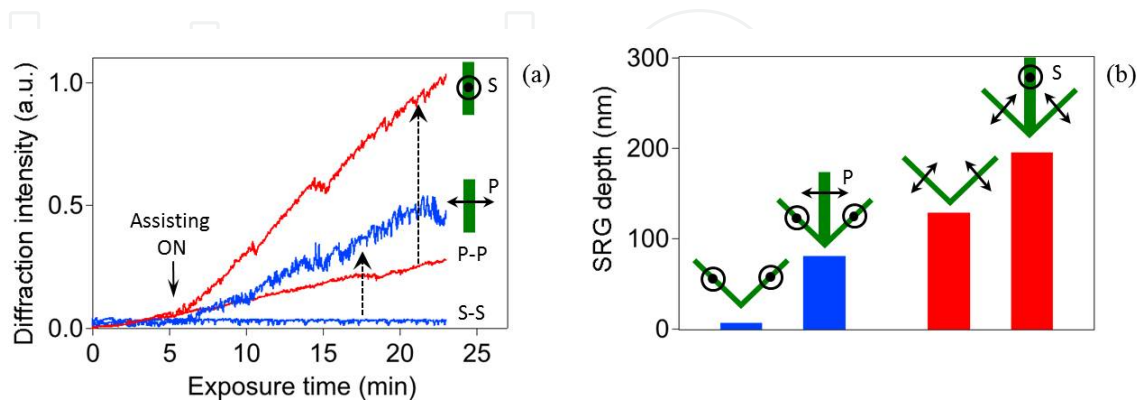 (a)
Diffraction intensity (a.u.)
1.0
0.5
0.0
Assisting
ON
S
P
P-P
S-S
0
5
10
15
20
25
Exposure time (min)
(b)
SRG depth (nm)
300
200
100
0
P
S